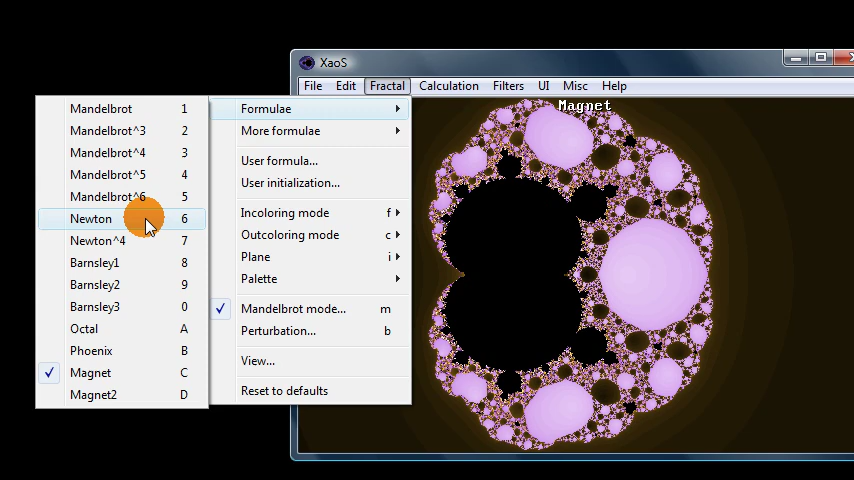 XaoS
File Edit Fractal Calculation Filters UI Misc Help
Magnet
Mandelbrot 1
Mandelbrot^3 2
Mandelbrot^4 3
Mandelbrot^5 4
Mandelbrot^6 5
Newton 6
Newton^4 7
Barnsley1 8
Barnsley2 9
Barnsley3 0
Octal A
Phoenix B
Magnet C
Magnet2 D
Formulae
More formulae
User formula...
User initialization...
Incoloring mode f
Outcoloring mode c
Plane i
Palette
Mandelbrot mode... m
Perturbation... b
View...
Reset to defaults